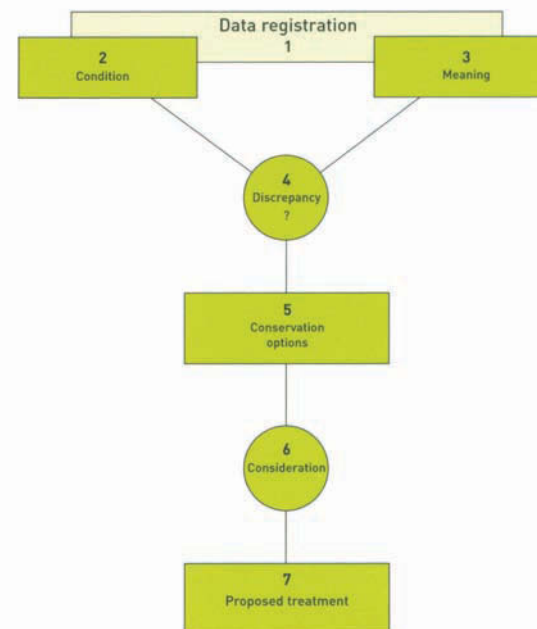 Data registration
1
2
Condition
3
Meaning
4
Discrepancy
?
5
Conservation
options
6
Consideration
7
Proposed treatment